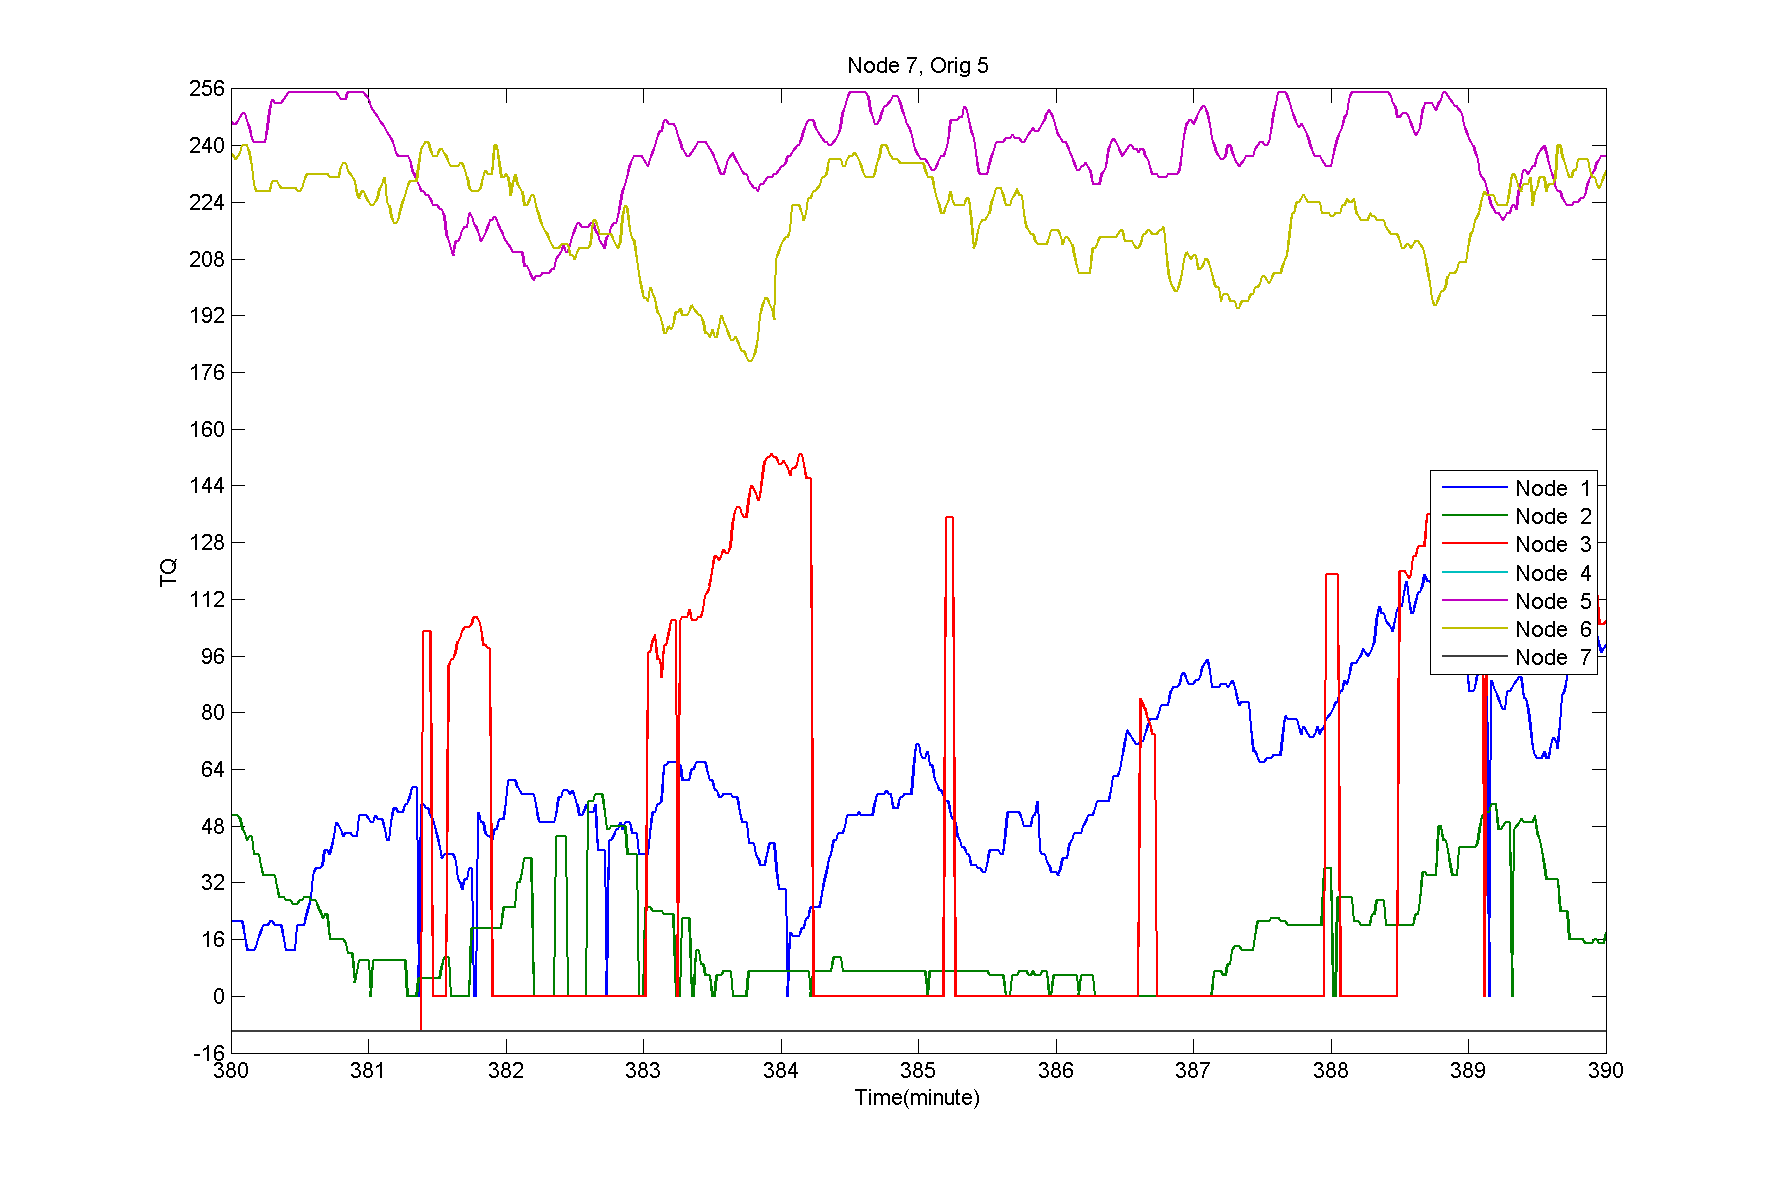 Node 7, Orig 5
256
240
224
208
192
176
160
144
128
112
96
80
64
48
32
16
0
-16
TQ
Node 1
Node 2
Node 3
Node 4
Node 5
Node 6
Node 7
380 381 382 383 384 385 386 387 388 389 390
Time(minute)